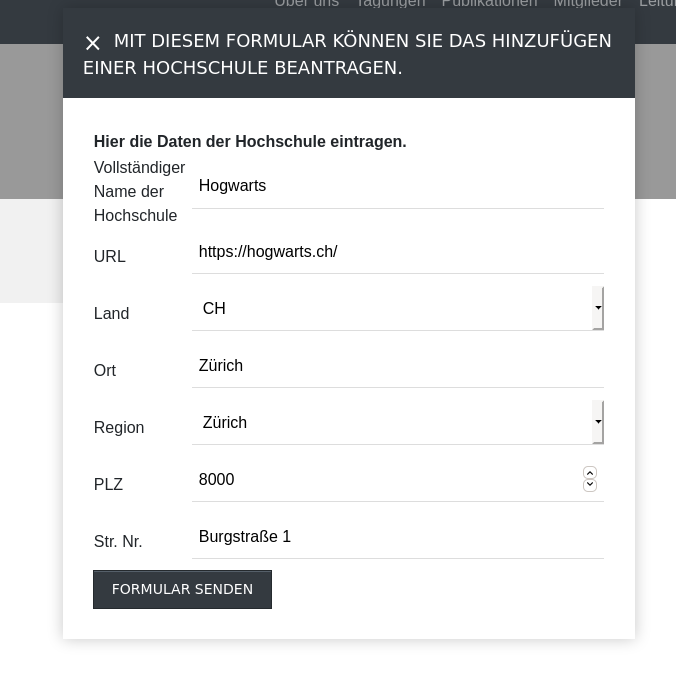 Über uns Tagungen Publikationen Mitglieder Leitu
× MIT DIESEM FORMULAR KÖNNEN SIE DAS HINZUFÜGEN
EINER HOCHSCHULE BEANTRAGEN.
Hier die Daten der Hochschule eintragen.
Vollständiger
Name der
Hochschule
Hogwarts
URL https://hogwarts.ch/
Land CH
Ort Zürich
Region Zürich
PLZ 8000
Str. Nr. Burgstraße 1
FORMULAR SENDEN